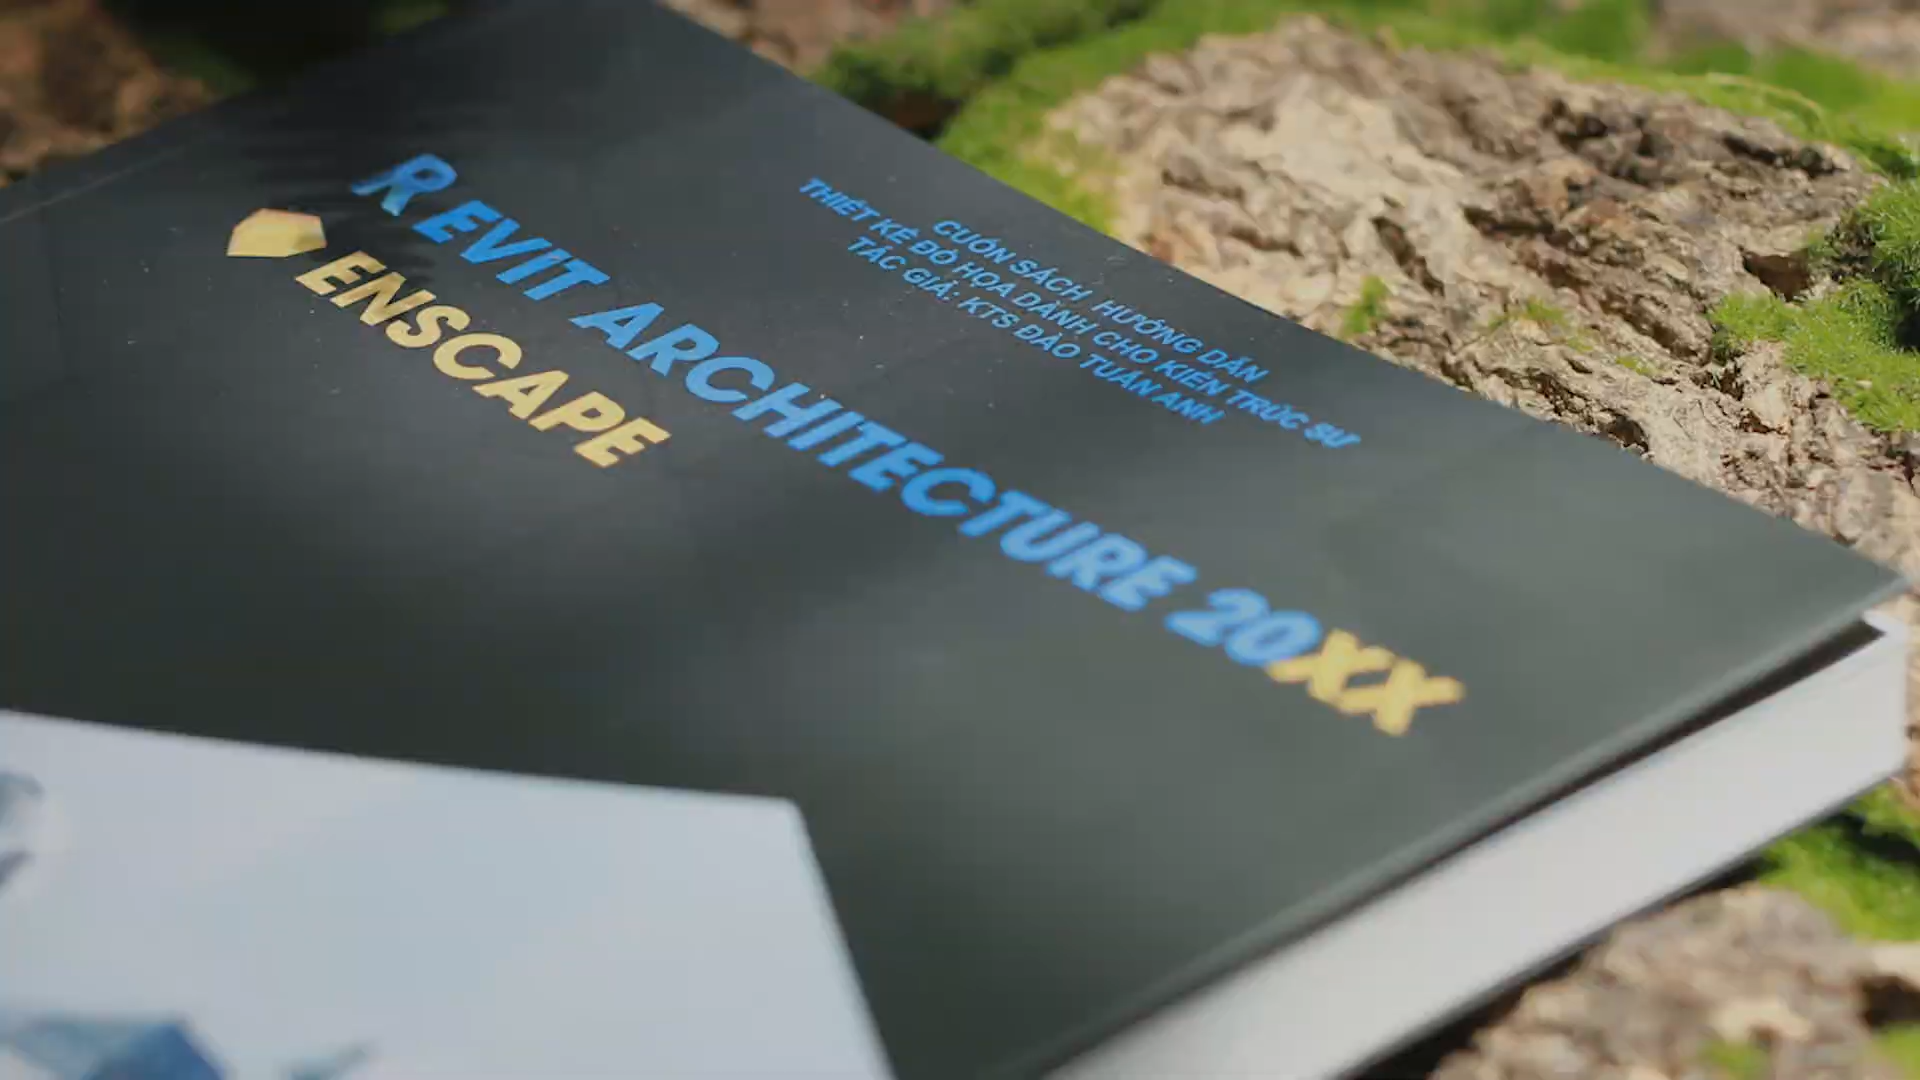 CUỐN SÁCH HƯỚNG DẪN
THIẾT KẾ ĐỒ HỌA DÀNH CHO KIẾN TRÚC SƯ
TÁC GIẢ: KTS ĐÀO TUẤN ANH
REVIT ARCHITECTURE 20XX
ENSCAPE